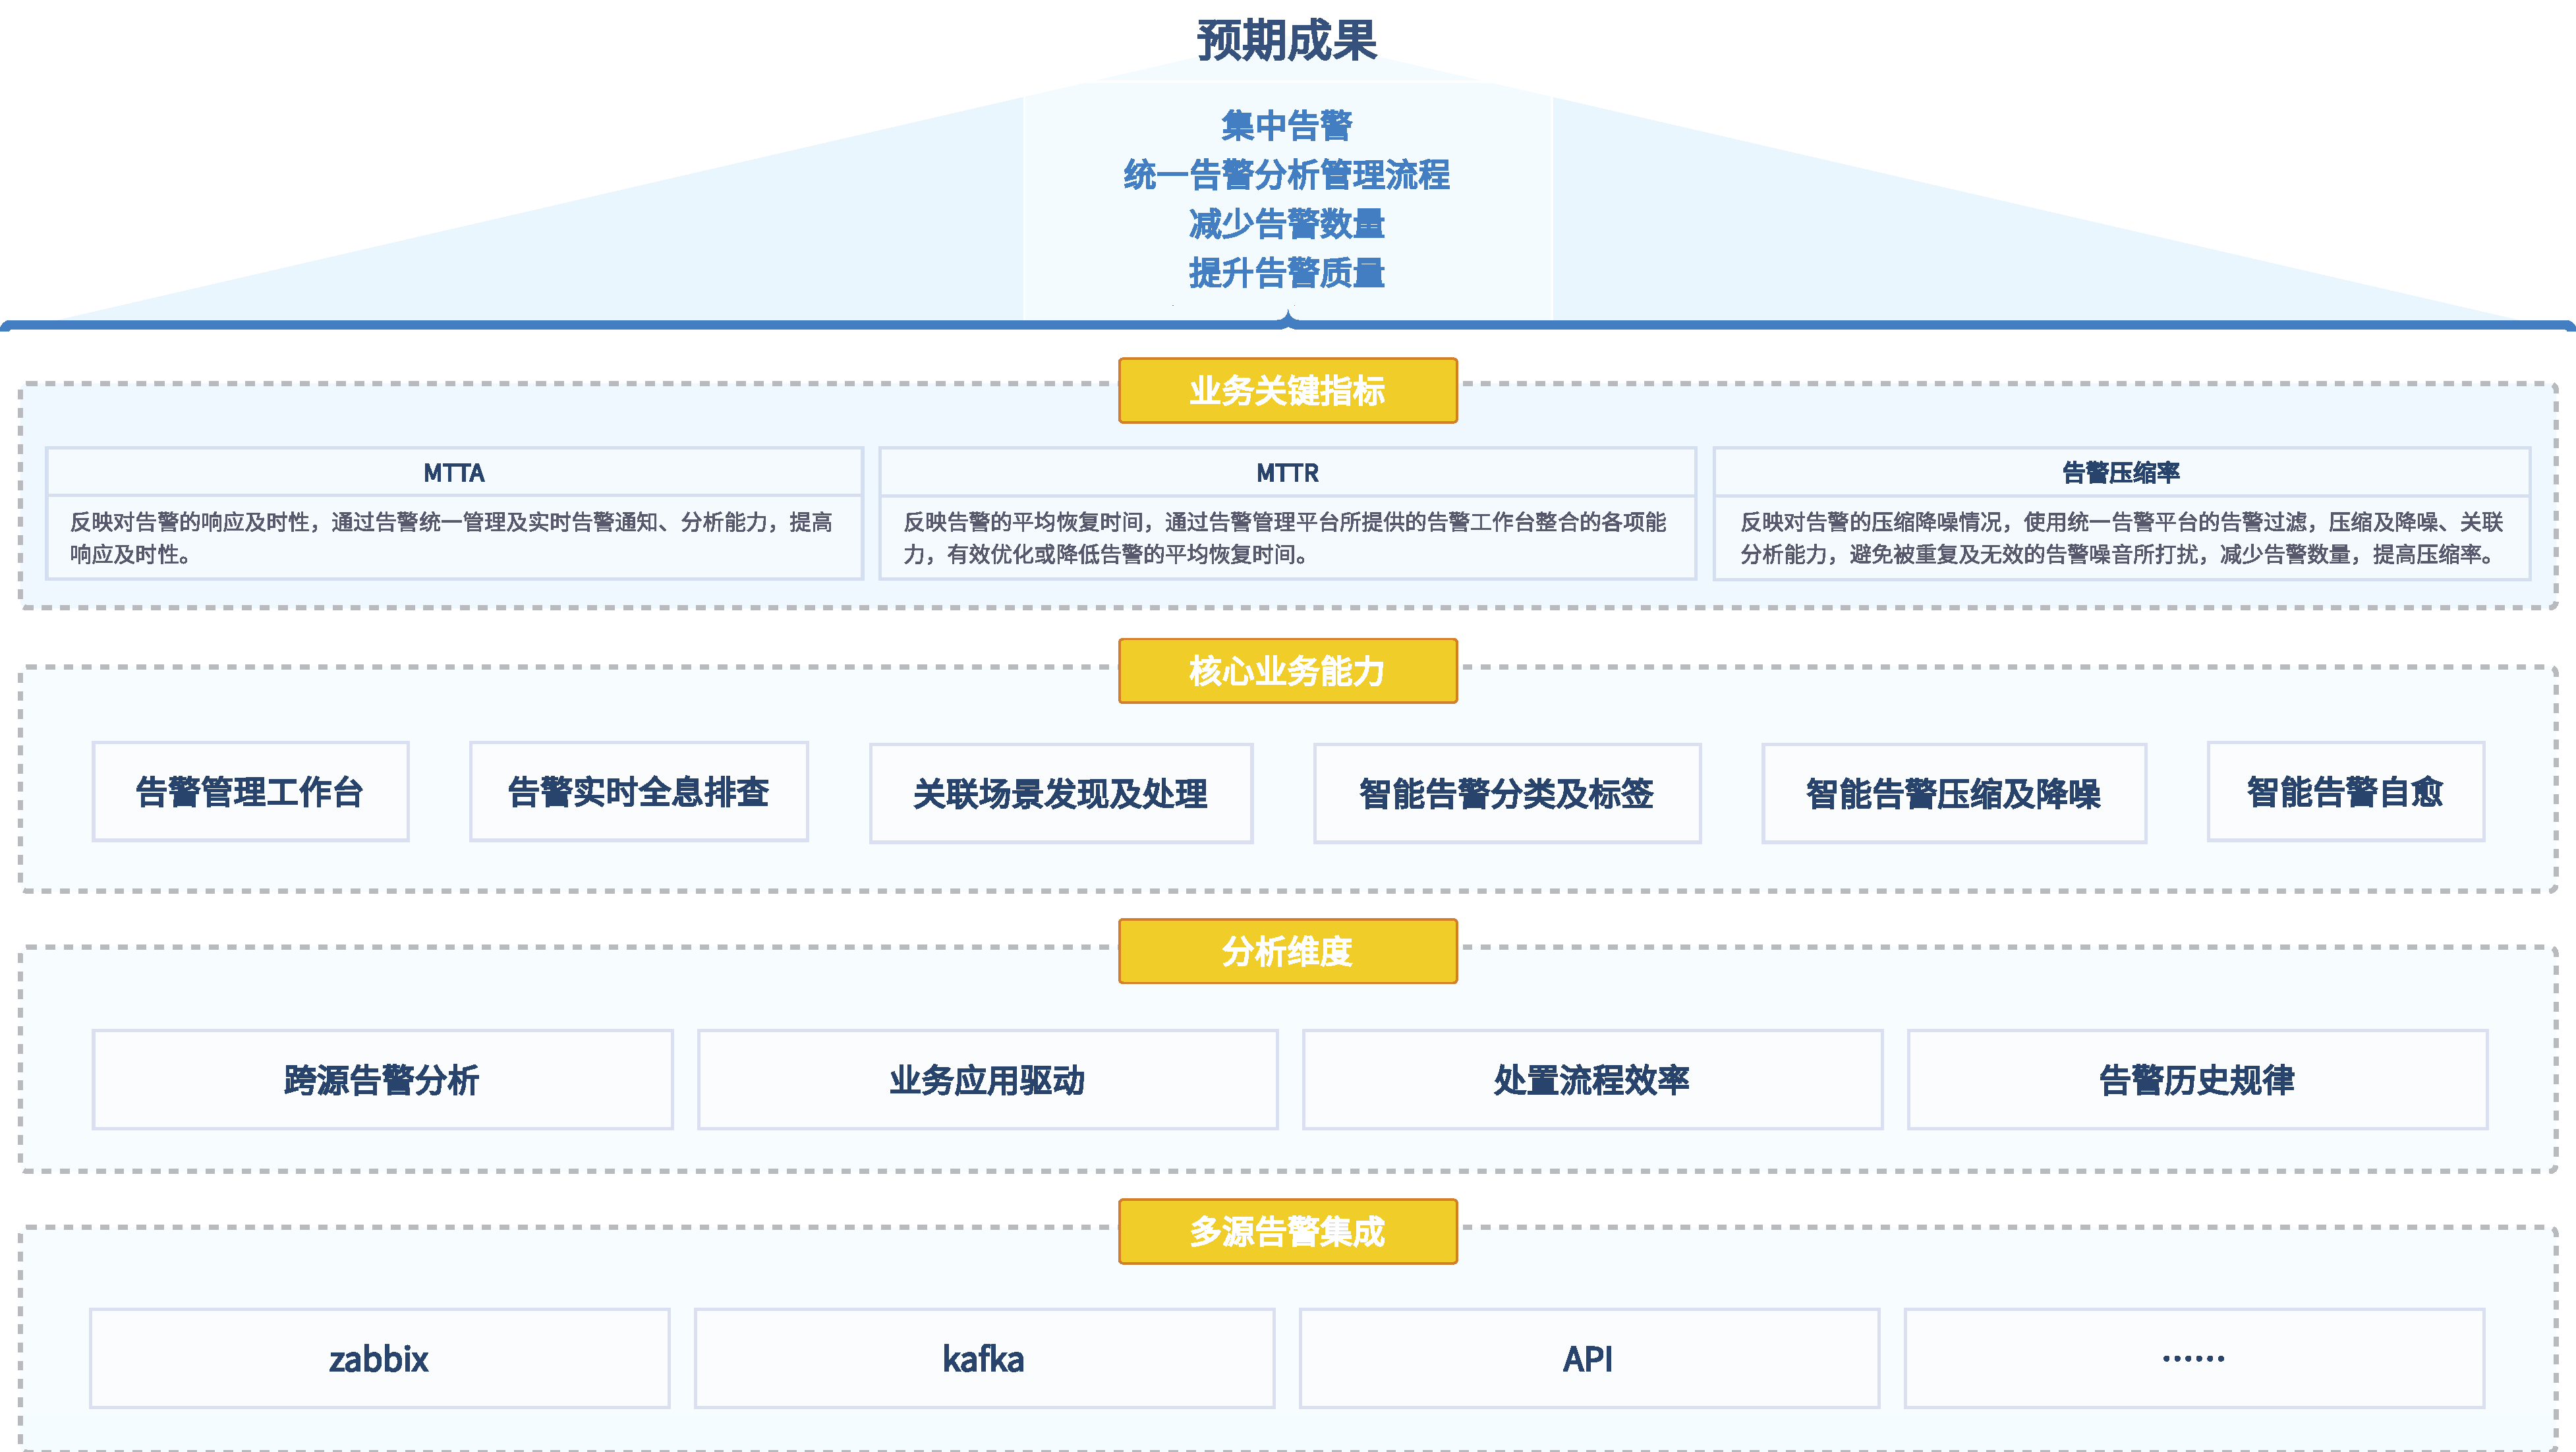 预期成果
集中告警
统一告警分析管理流程
减少告警数量
提升告警质量
业务关键指标
MTTA
反映对告警的响应及时性，通过告警统一管理及实时告警通知、分析能力，提高
响应及时性。
MTTR
反映告警的平均恢复时间，通过告警管理平台所提供的告警工作台整合的各项能
力，有效优化或降低告警的平均恢复时间。
告警压缩率
反映对告警的压缩降噪情况，使用统一告警平台的告警过滤，压缩及降噪、关联
分析能力，避免被重复及无效的告警噪音所打扰，减少告警数量，提高压缩率。
核心业务能力
告警管理工作台
告警实时全息排查
关联场景发现及处理
智能告警分类及标签
智能告警压缩及降噪
智能告警自愈
分析维度
跨源告警分析
业务应用驱动
处置流程效率
告警历史规律
多源告警集成
zabbix
kafka
API
······